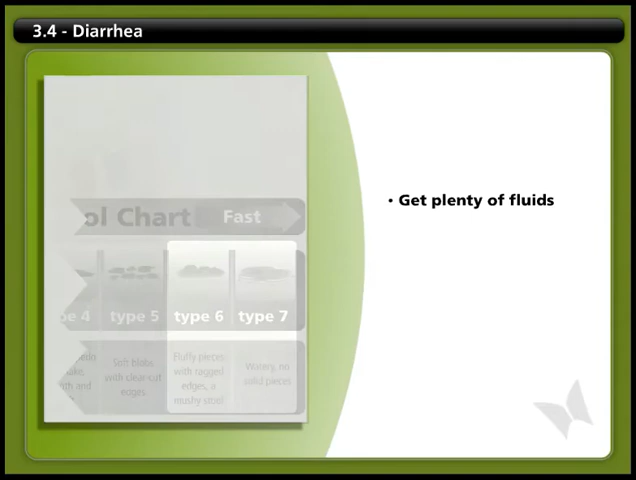 3.4 - Diarrhea
• Get plenty of fluids
ol Chart Fast
pe 4 type 5 type 6 type 7
Soft blobs
with clear-cut
edges
Fluffy pieces
with ragged
edges, a
mushy stool
Watery, no
solid pieces